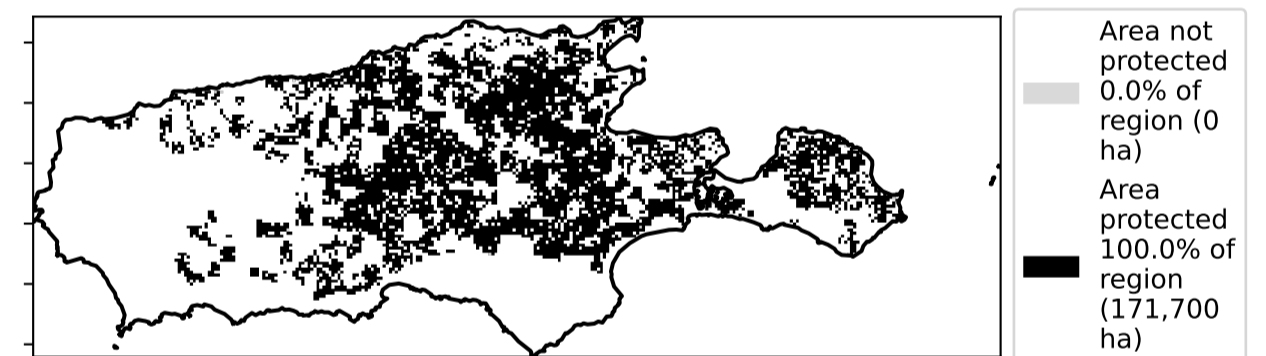 Area not
protected
0.0% of
region (0
ha)
Area
protected
100.0% of
region
(171,700
ha)